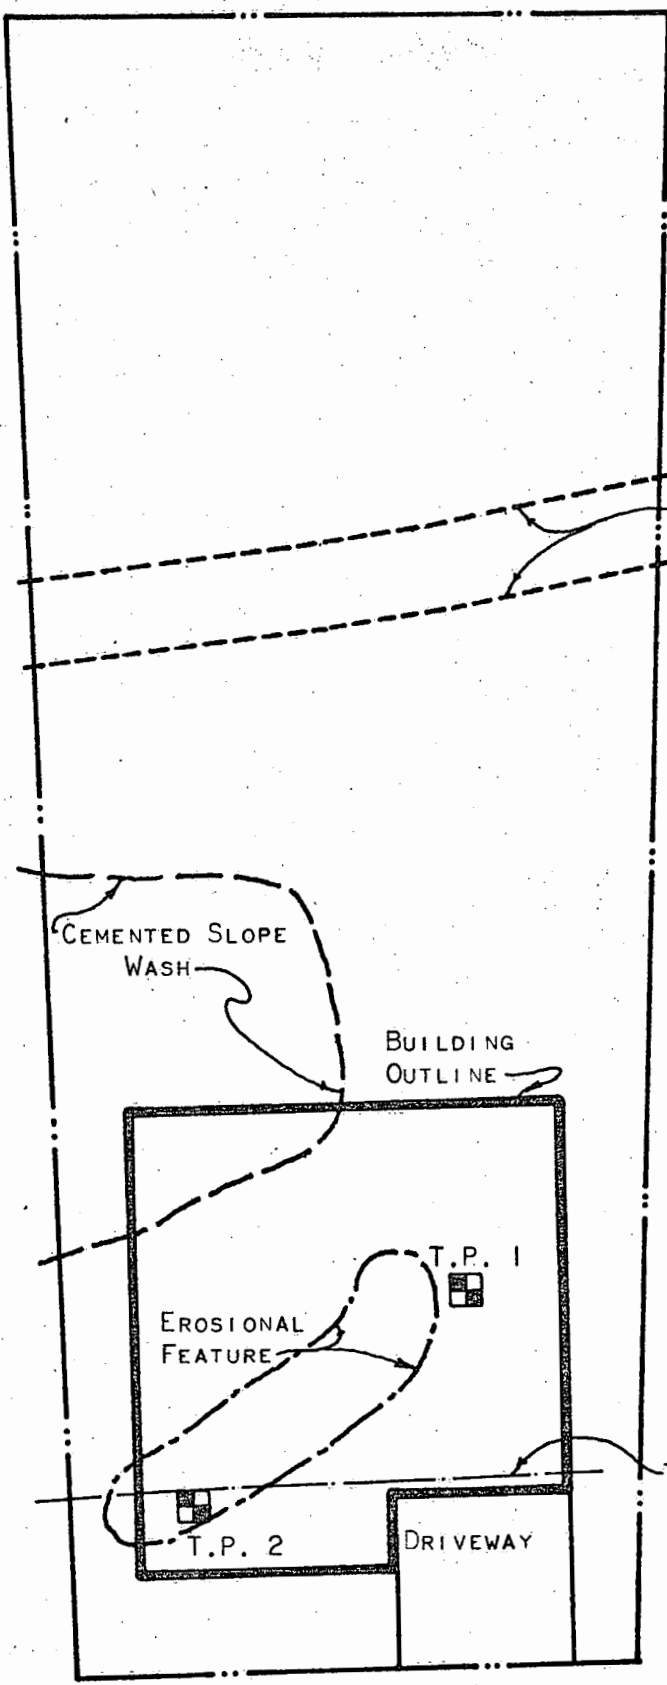 CEMENTED SLOPE
WASH
BUILDING
OUTLINE
T.P. 1
EROSIONAL
FEATURE
T.P. 2
DRIVEWAY